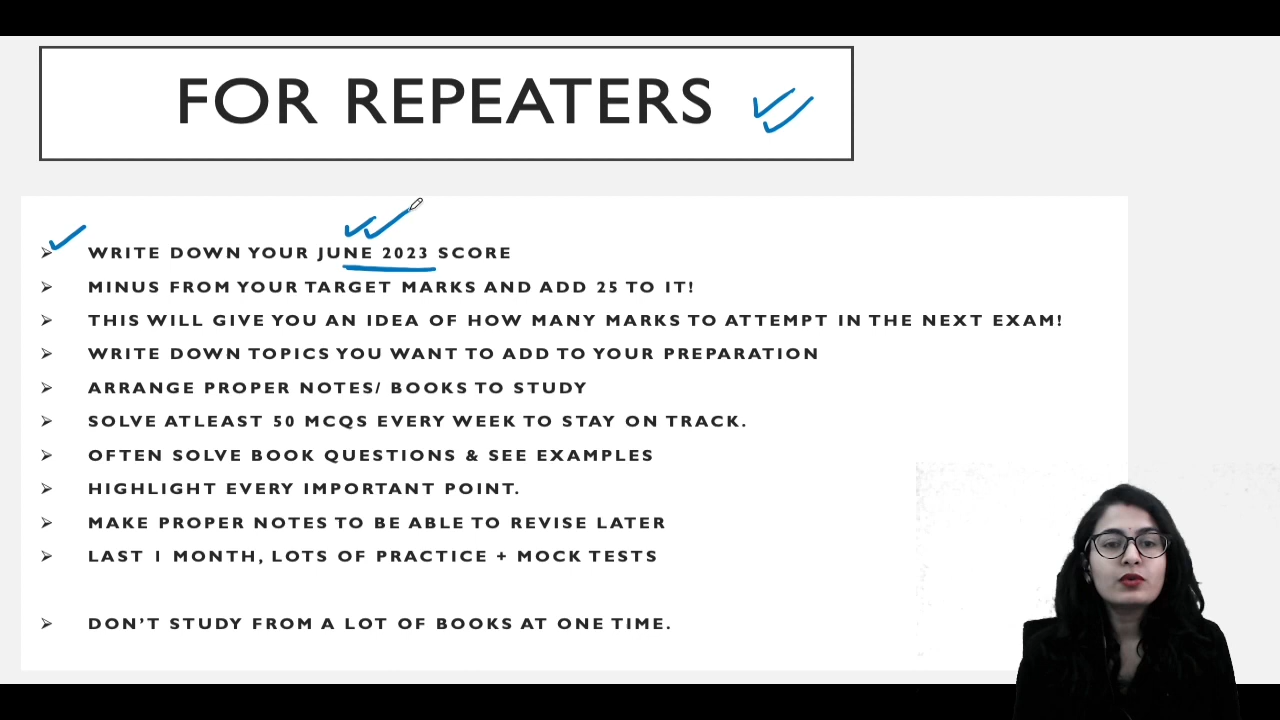 FOR REPEATERS
WRITE DOWN YOUR JUNE 2023 SCORE
MINUS FROM YOUR TARGET MARKS AND ADD 25 TO IT!
THIS WILL GIVE YOU AN IDEA OF HOW MANY MARKS TO ATTEMPT IN THE NEXT EXAM!
WRITE DOWN TOPICS YOU WANT TO ADD TO YOUR PREPARATION
ARRANGE PROPER NOTES/ BOOKS TO STUDY
SOLVE ATLEAST 50 MCQS EVERY WEEK TO STAY ON TRACK.
OFTEN SOLVE BOOK QUESTIONS & SEE EXAMPLES
HIGHLIGHT EVERY IMPORTANT POINT.
MAKE PROPER NOTES TO BE ABLE TO REVISE LATER
LAST 1 MONTH, LOTS OF PRACTICE + MOCK TESTS
DON'T STUDY FROM A LOT OF BOOKS AT ONE TIME.